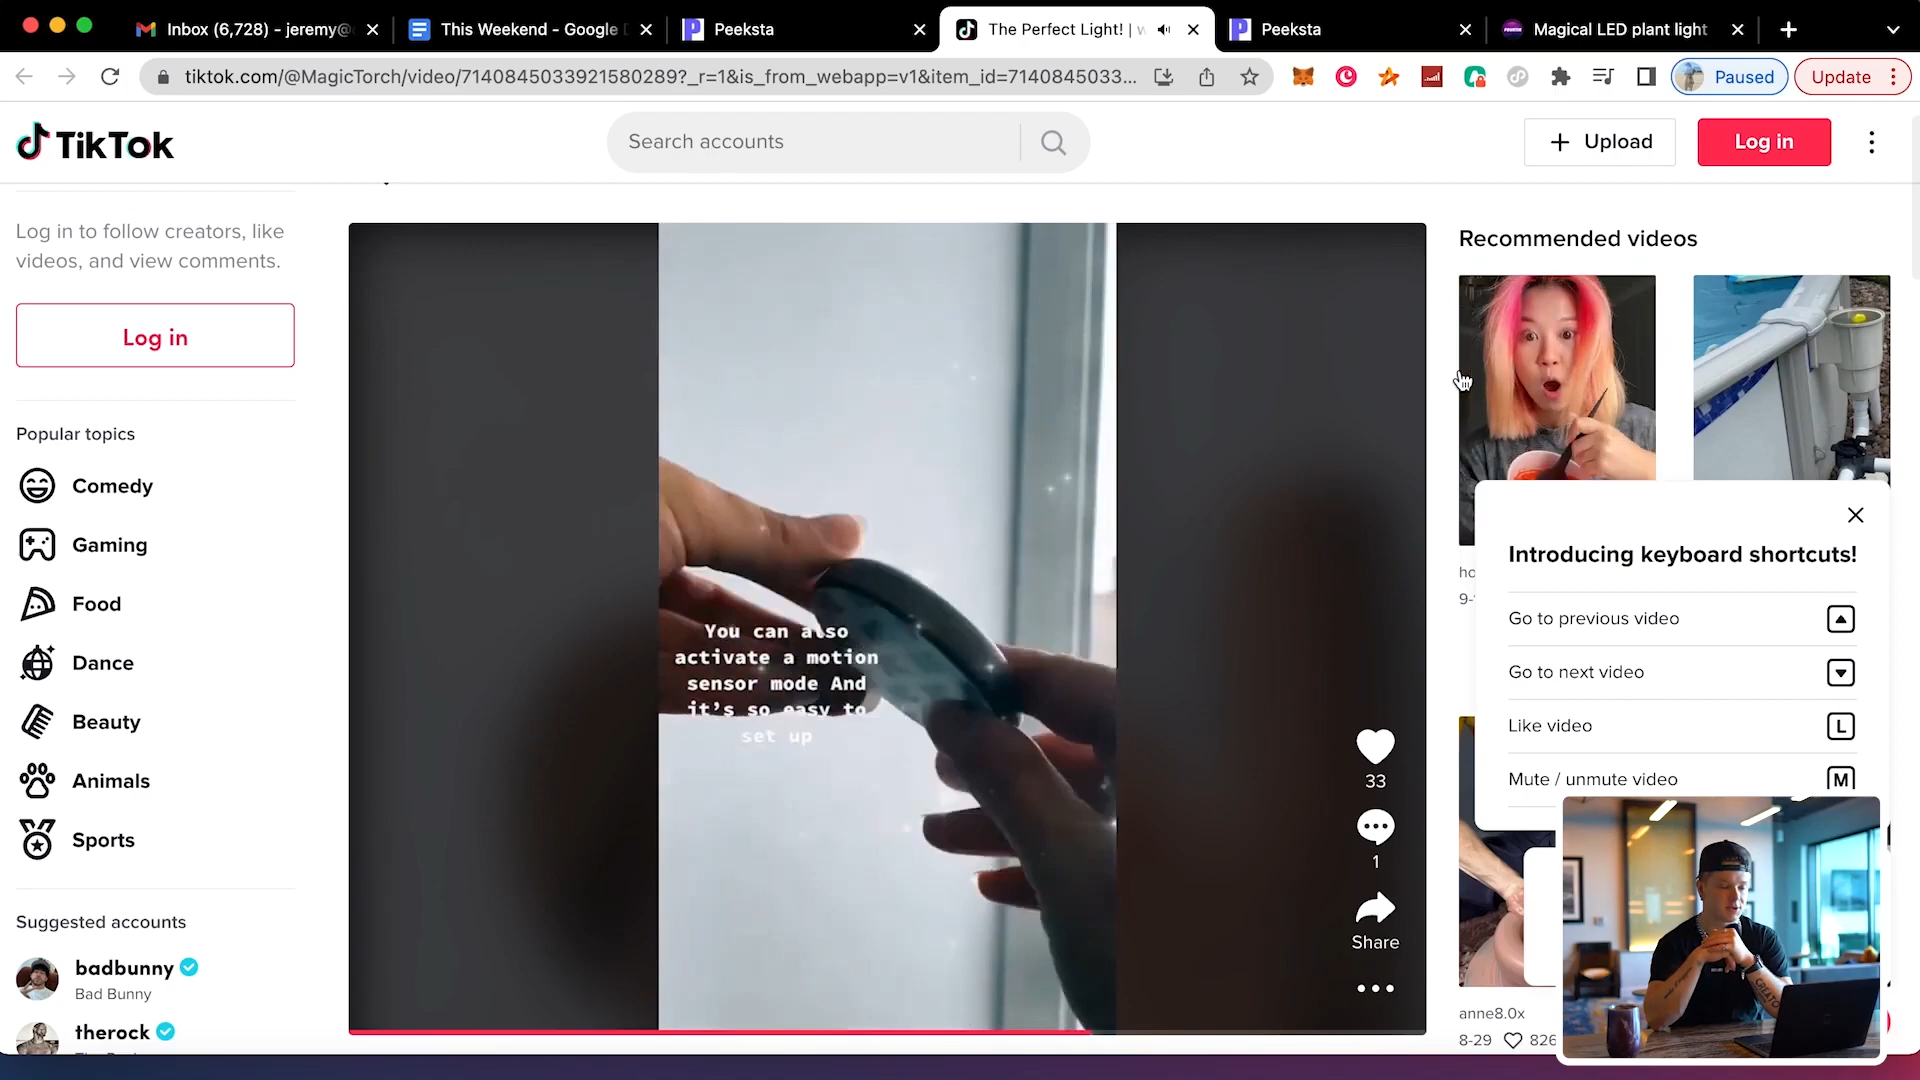 Inbox (6,728) - jeremy@
This Weekend - Google
Peeksta
The Perfect Light! |
Peeksta
Magical LED plant light
tiktok.com/@MagicTorch/video/7140845033921580289?_r=1&is_from_webapp=v1&item_id=7140845033...
Paused
Update
TikTok
Search accounts
Upload
Log in
Log in to follow creators, like
videos, and view comments.
Log in
Popular topics
Comedy
Gaming
Food
Dance
Beauty
Animals
Sports
Suggested accounts
badbunny
Bad Bunny
therock
You can also
activate a motion
sensor mode And
it's so easy to
set up
33
1
Share
Recommended videos
ho
9-
Introducing keyboard shortcuts!
Go to previous video
Go to next video
Like video
L
Mute / unmute video
M
anne8.0x
8-29
826